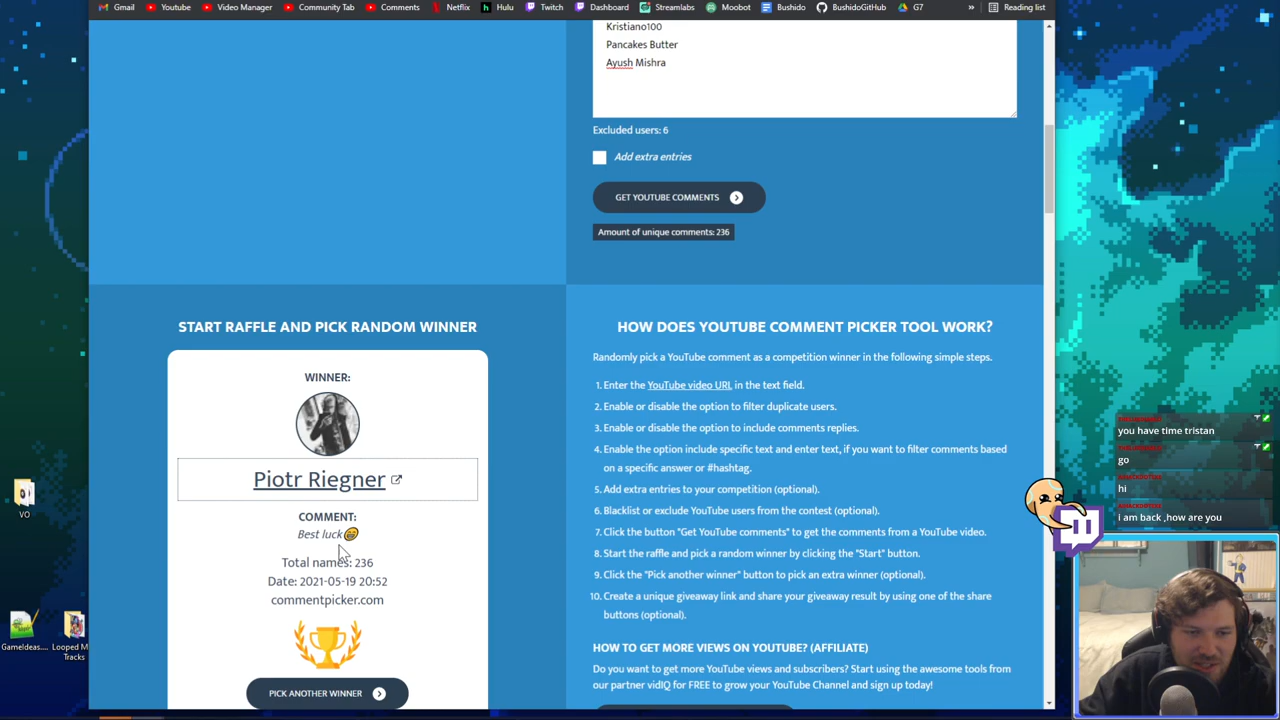 Gmail Youtube Video Manager Community Tab Comments Netflix Hulu Twitch Dashboard Streamlabs Moobot Bushido BushidoGitHub G7 » Reading list
Kristiano100
Pancakes Butter
Ayush Mishra
Excluded users: 6
Add extra entries
GET YOUTUBE COMMENTS
Amount of unique comments: 236
START RAFFLE AND PICK RANDOM WINNER
WINNER:
Piotr Riegner
COMMENT:
Best luck
Total names: 236
Date: 2021-05-19 20:52
commentpicker.com
PICK ANOTHER WINNER
HOW DOES YOUTUBE COMMENT PICKER TOOL WORK?
Randomly pick a YouTube comment as a competition winner in the following simple steps.
1. Enter the YouTube video URL in the text field.
2. Enable or disable the option to filter duplicate users.
3. Enable or disable the option to include comments replies.
4. Enable the option include specific text and enter text, if you want to filter comments
based on a specific answer or #hashtag.
5. Add extra entries to your competition (optional).
6. Blacklist or exclude YouTube users from the contest (optional).
7. Click the button "Get YouTube comments" to get the comments from a YouTube video.
8. Start the raffle and pick a random winner by clicking the "Start" button.
9. Click the "Pick another winner" button to pick an extra winner (optional).
10. Create a unique giveaway link and share your giveaway result by using one of the share
buttons (optional).
HOW TO GET MORE VIEWS ON YOUTUBE? (AFFILIATE)
Do you want to get more YouTube views and subscribers? Start using the awesome tools from
our partner vidIQ for FREE to grow your YouTube Channel and sign up today!
VO
GameIdeas....
Looped M...
Tracks
you have time tristan
go
hi
i am back ,how are you